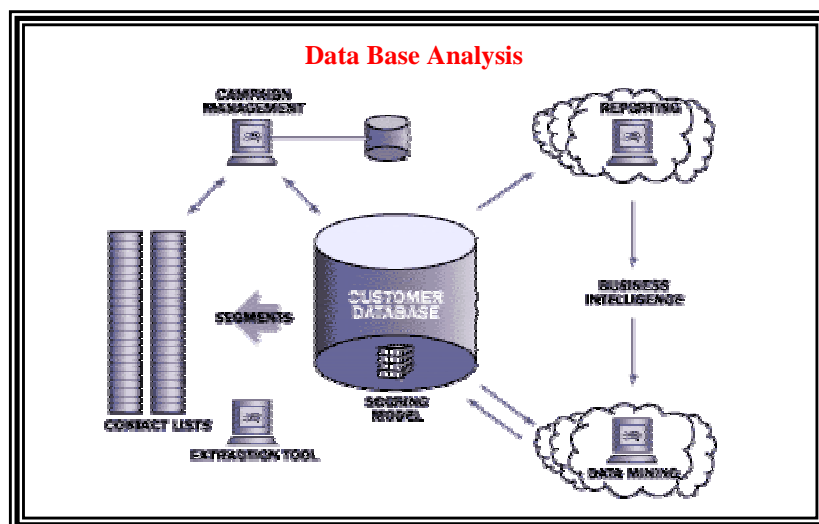 Data Base Analysis
CAMPAIGN
MANAGEMENT
REPORTING
CUSTOMER
DATABASE
BUSINESS
INTELLIGENCE
SEGMENTS
SCORING
MODEL
CONTACT LISTS
EXTRACTION TOOL
DATA MINING